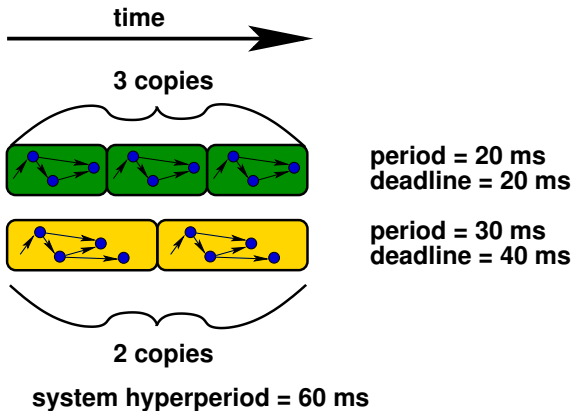 time
3 copies
period = 20 ms
deadline = 20 ms
period = 30 ms
deadline = 40 ms
2 copies
system hyperperiod = 60 ms